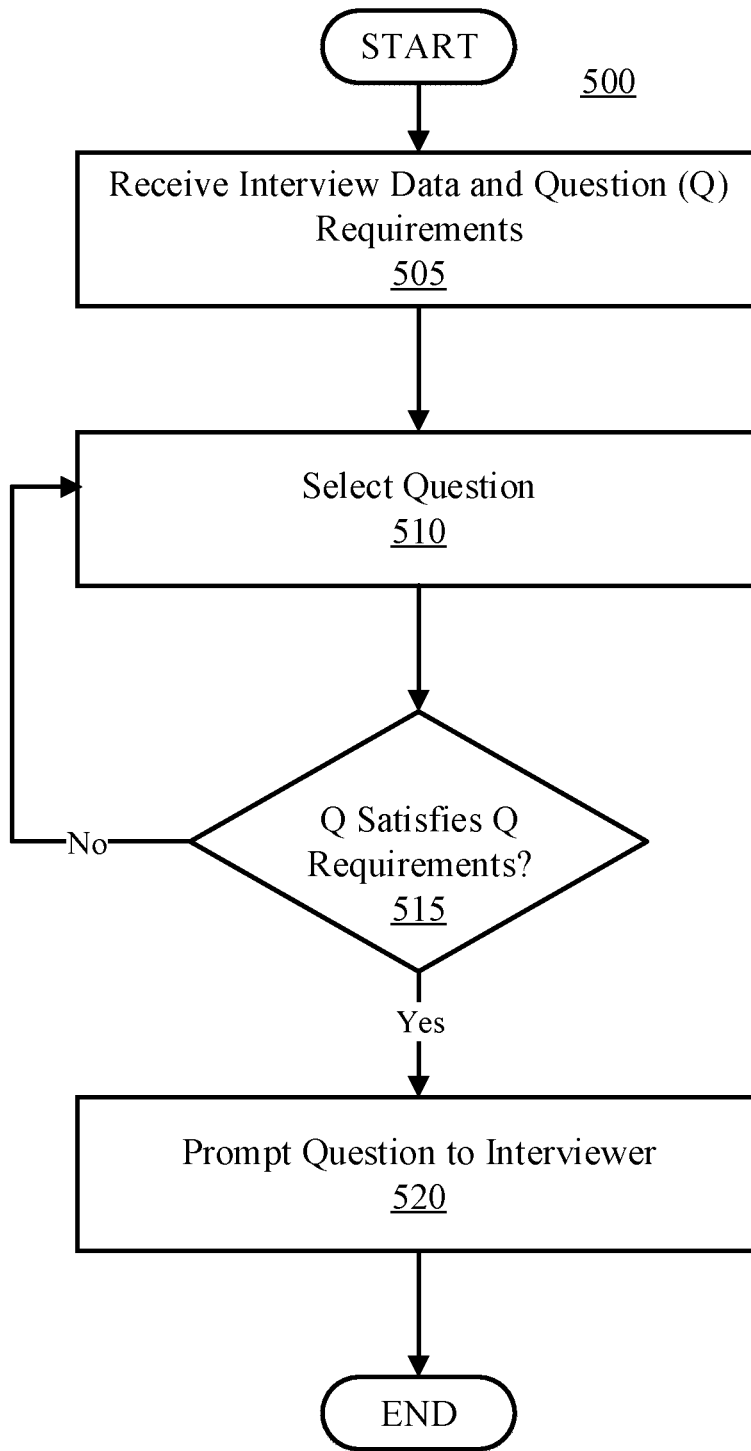 START
500
Receive Interview Data and Question (Q)
Requirements
505
Select Question
510
Q Satisfies Q
Requirements?
515
No
Yes
Prompt Question to Interviewer
520
END